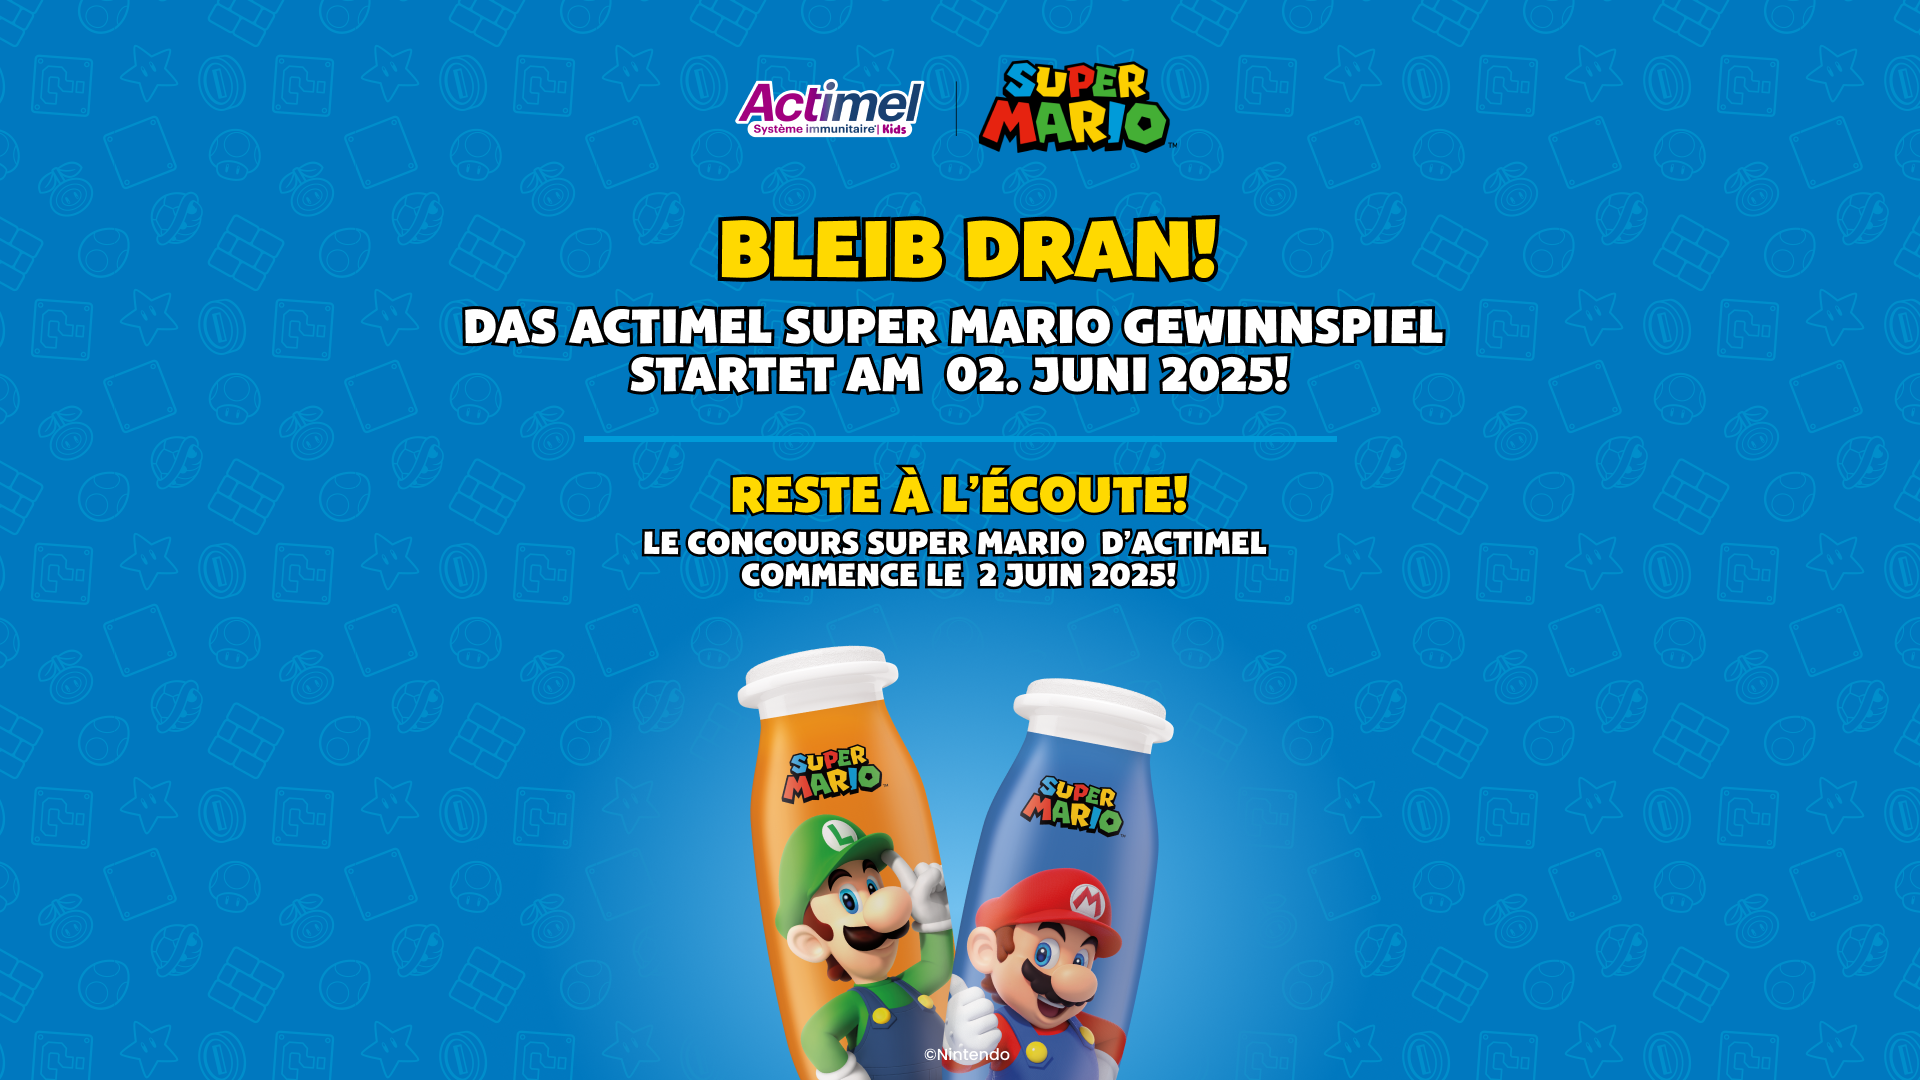 Actimel
Système immunitaire* | Kids
SUPER
MARIO™
BLEIB DRAN!
DAS ACTIMEL SUPER MARIO GEWINNSPIEL
STARTET AM 02. JUNI 2025!
RESTE À L'ÉCOUTE!
LE CONCOURS SUPER MARIO D'ACTIMEL
COMMENCE LE 2 JUIN 2025!
SUPER
MARIO™
L
SUPER
MARIO™
M
©Nintendo